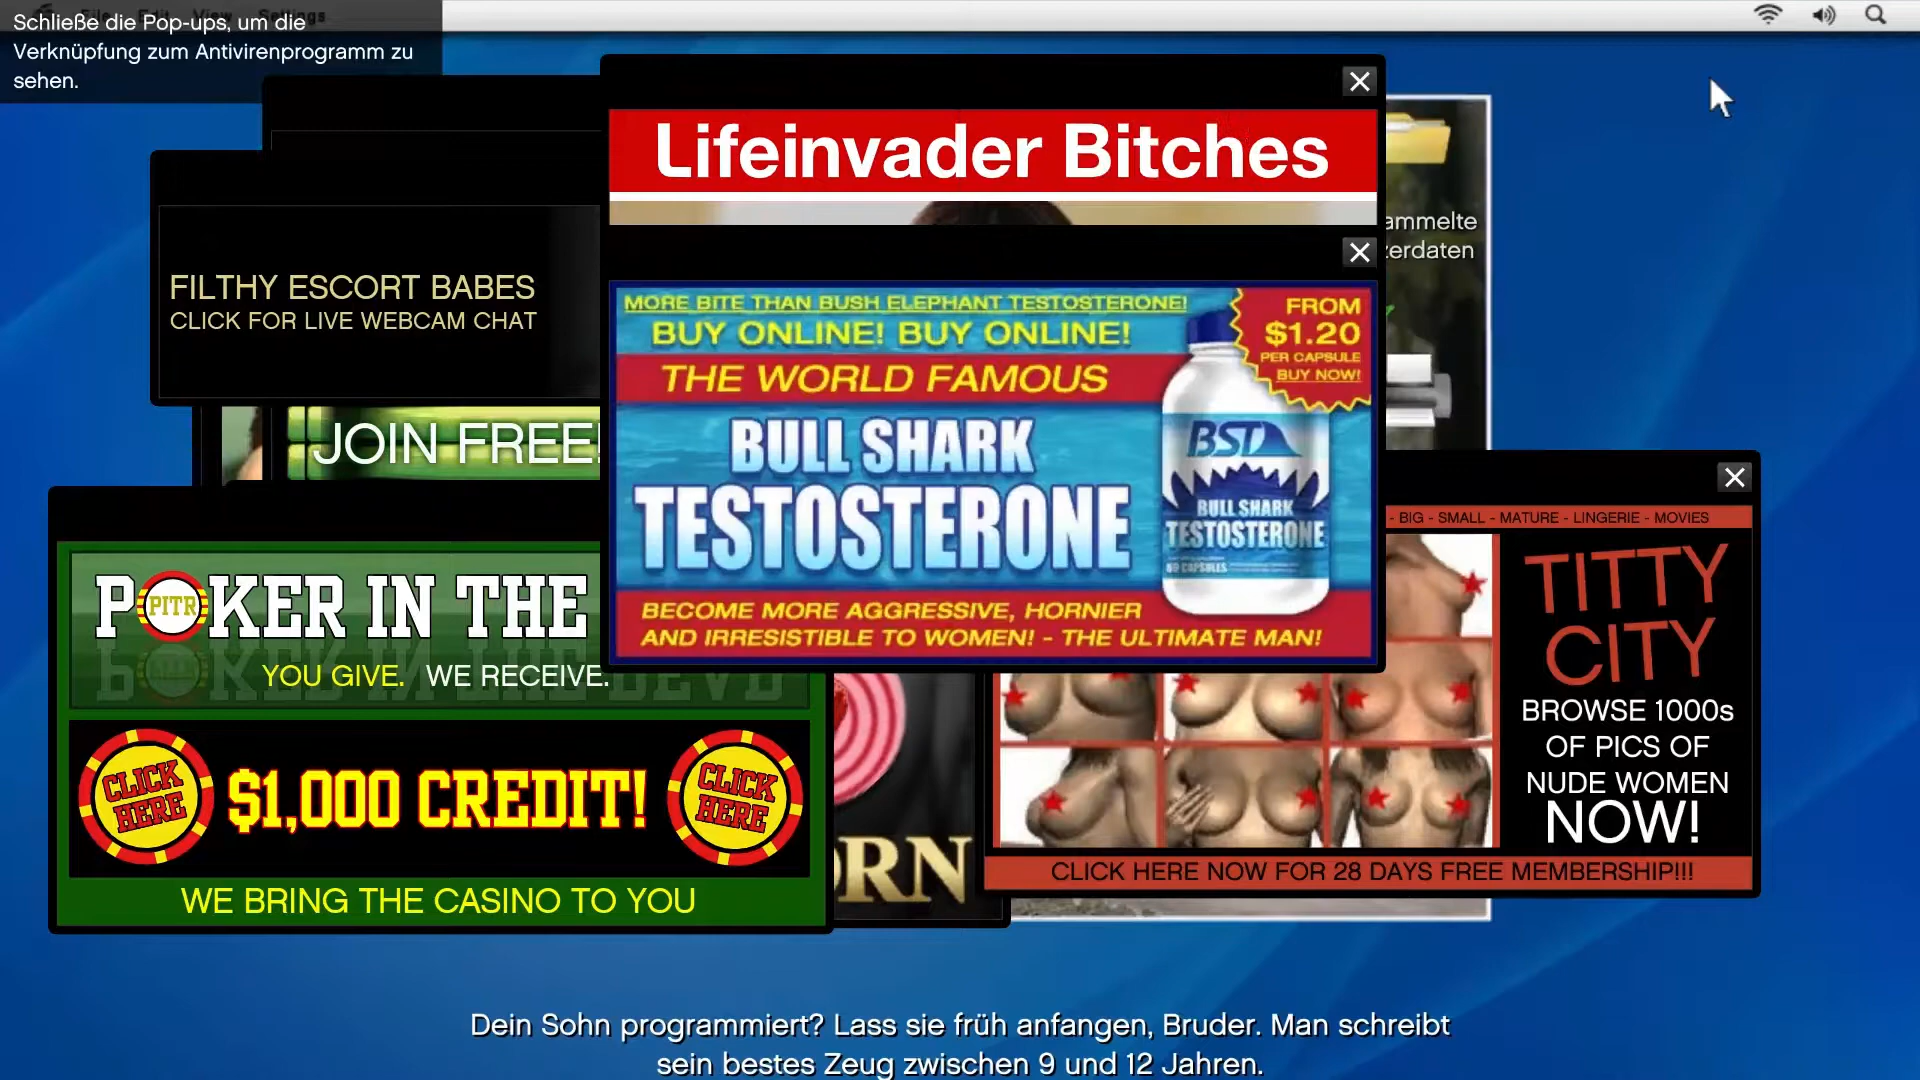 File Edit View Settings
Schließe die Pop-ups, um die
Verknüpfung zum Antivirenprogramm zu
sehen.
Lifeinvader Bitches
ammelte
zerdaten
FILTHY ESCORT BABES
CLICK FOR LIVE WEBCAM CHAT
MORE BITE THAN BUSH ELEPHANT TESTOSTERONE!
BUY ONLINE! BUY ONLINE!
FROM
$1.20
PER CAPSULE
BUY NOW!
THE WORLD FAMOUS
BULL SHARK
TESTOSTERONE
BST
BULL SHARK
TESTOSTERONE
BECOME MORE AGGRESSIVE, HORNIER
AND IRRESISTIBLE TO WOMEN! - THE ULTIMATE MAN!
JOIN FREE!
- BIG - SMALL - MATURE - LINGERIE - MOVIES
TITTY
CITY
BROWSE 1000s
OF PICS OF
NUDE WOMEN
NOW!
CLICK HERE NOW FOR 28 DAYS FREE MEMBERSHIP!!!
POKER IN THE
PITR
YOU GIVE. WE RECEIVE.
CLICK
HERE
$1,000 CREDIT!
CLICK
HERE
WE BRING THE CASINO TO YOU
ORN
Dein Sohn programmiert? Lass sie früh anfangen, Bruder. Man schreibt
sein bestes Zeug zwischen 9 und 12 Jahren.